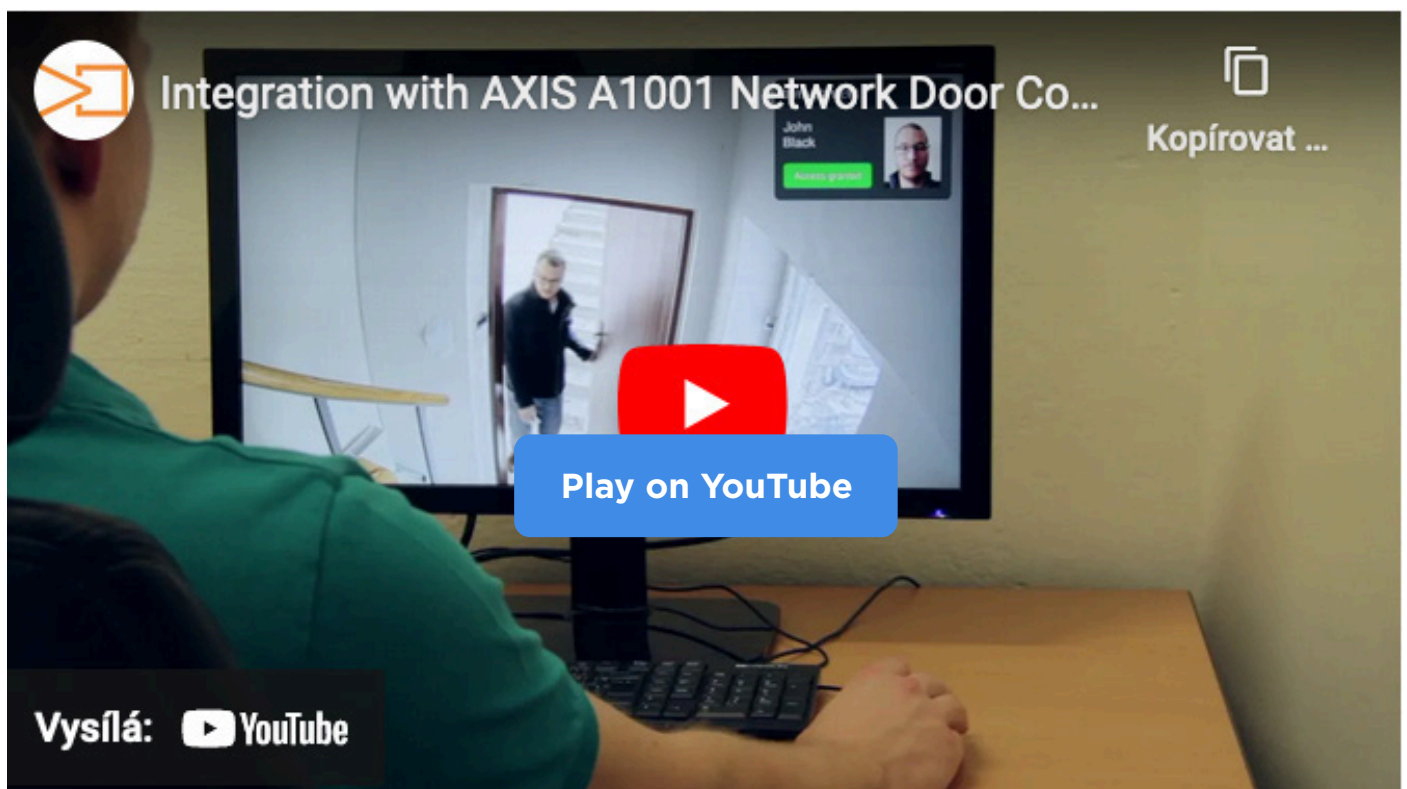 Integration with AXIS A1001 Network Door Co...
Kopírovat ...
John
Black
Access granted
Play on YouTube
Vysílá: YouTube